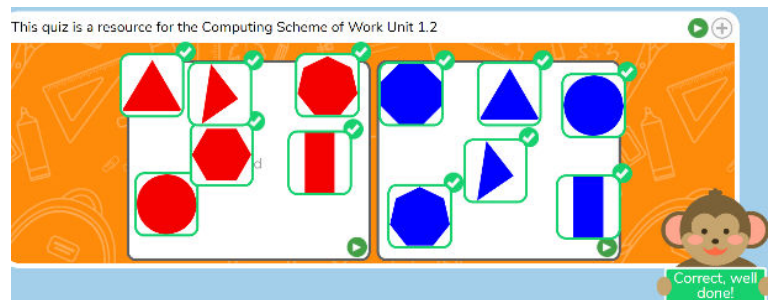 This quiz is a resource for the Computing Scheme of Work Unit 1.2
d
Correct, well
done!